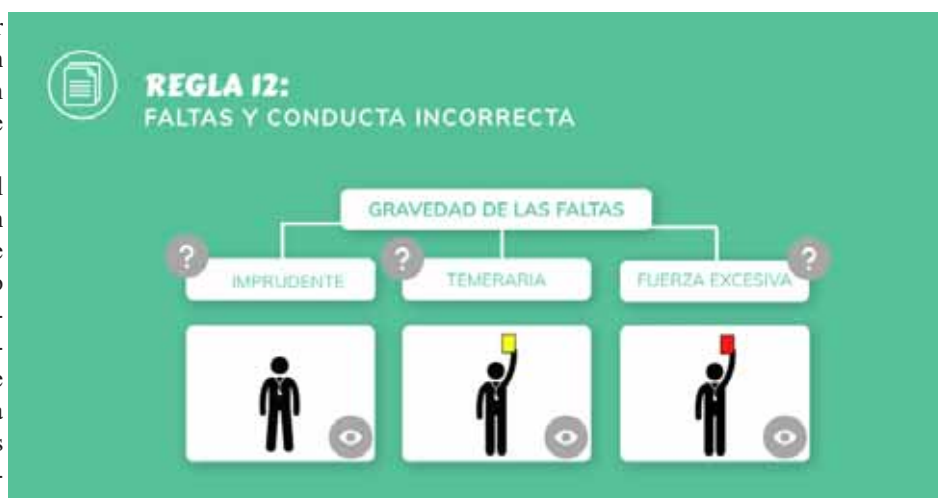 REGLA 12:
FALTAS Y CONDUCTA INCORRECTA
GRAVEDAD DE LAS FALTAS
? ? ?
IMPRUDENTE TEMERARIA FUERZA EXCESIVA